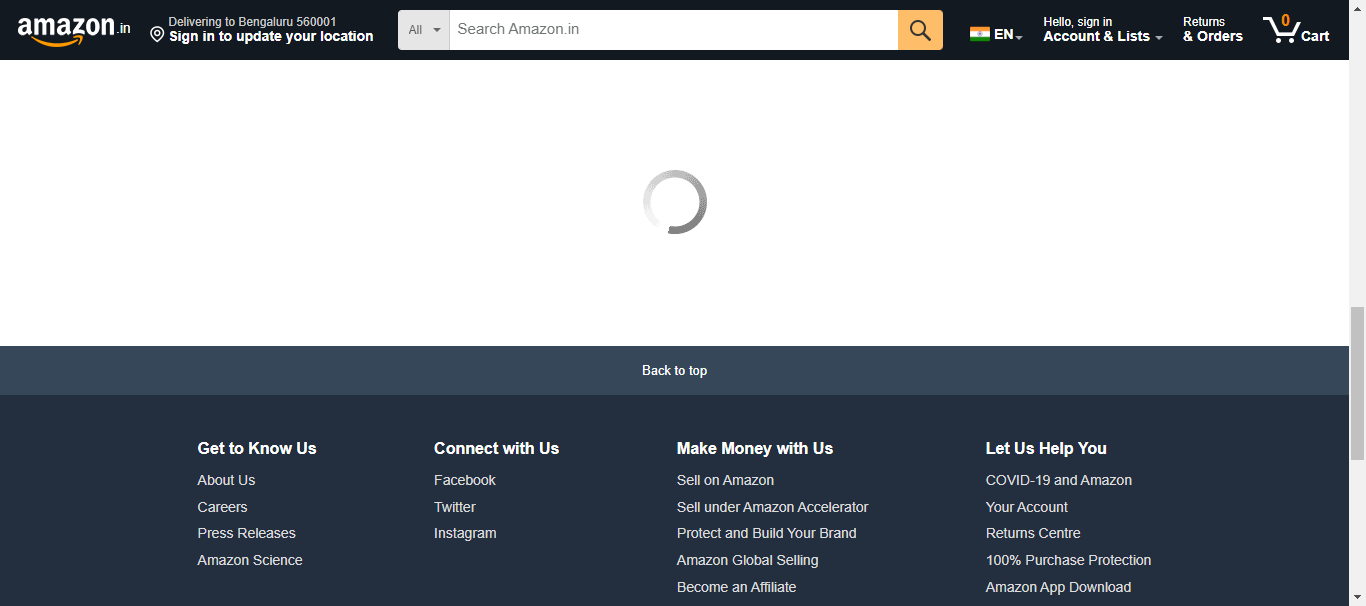 amazon.in
Delivering to Bengaluru 560001
Sign in to update your location
All
Search Amazon.in
EN
Hello, sign in
Account & Lists
Returns
& Orders
0
Cart
Back to top
Get to Know Us
About Us
Careers
Press Releases
Amazon Science
Connect with Us
Facebook
Twitter
Instagram
Make Money with Us
Sell on Amazon
Sell under Amazon Accelerator
Protect and Build Your Brand
Amazon Global Selling
Become an Affiliate
Let Us Help You
COVID-19 and Amazon
Your Account
Returns Centre
100% Purchase Protection
Amazon App Download